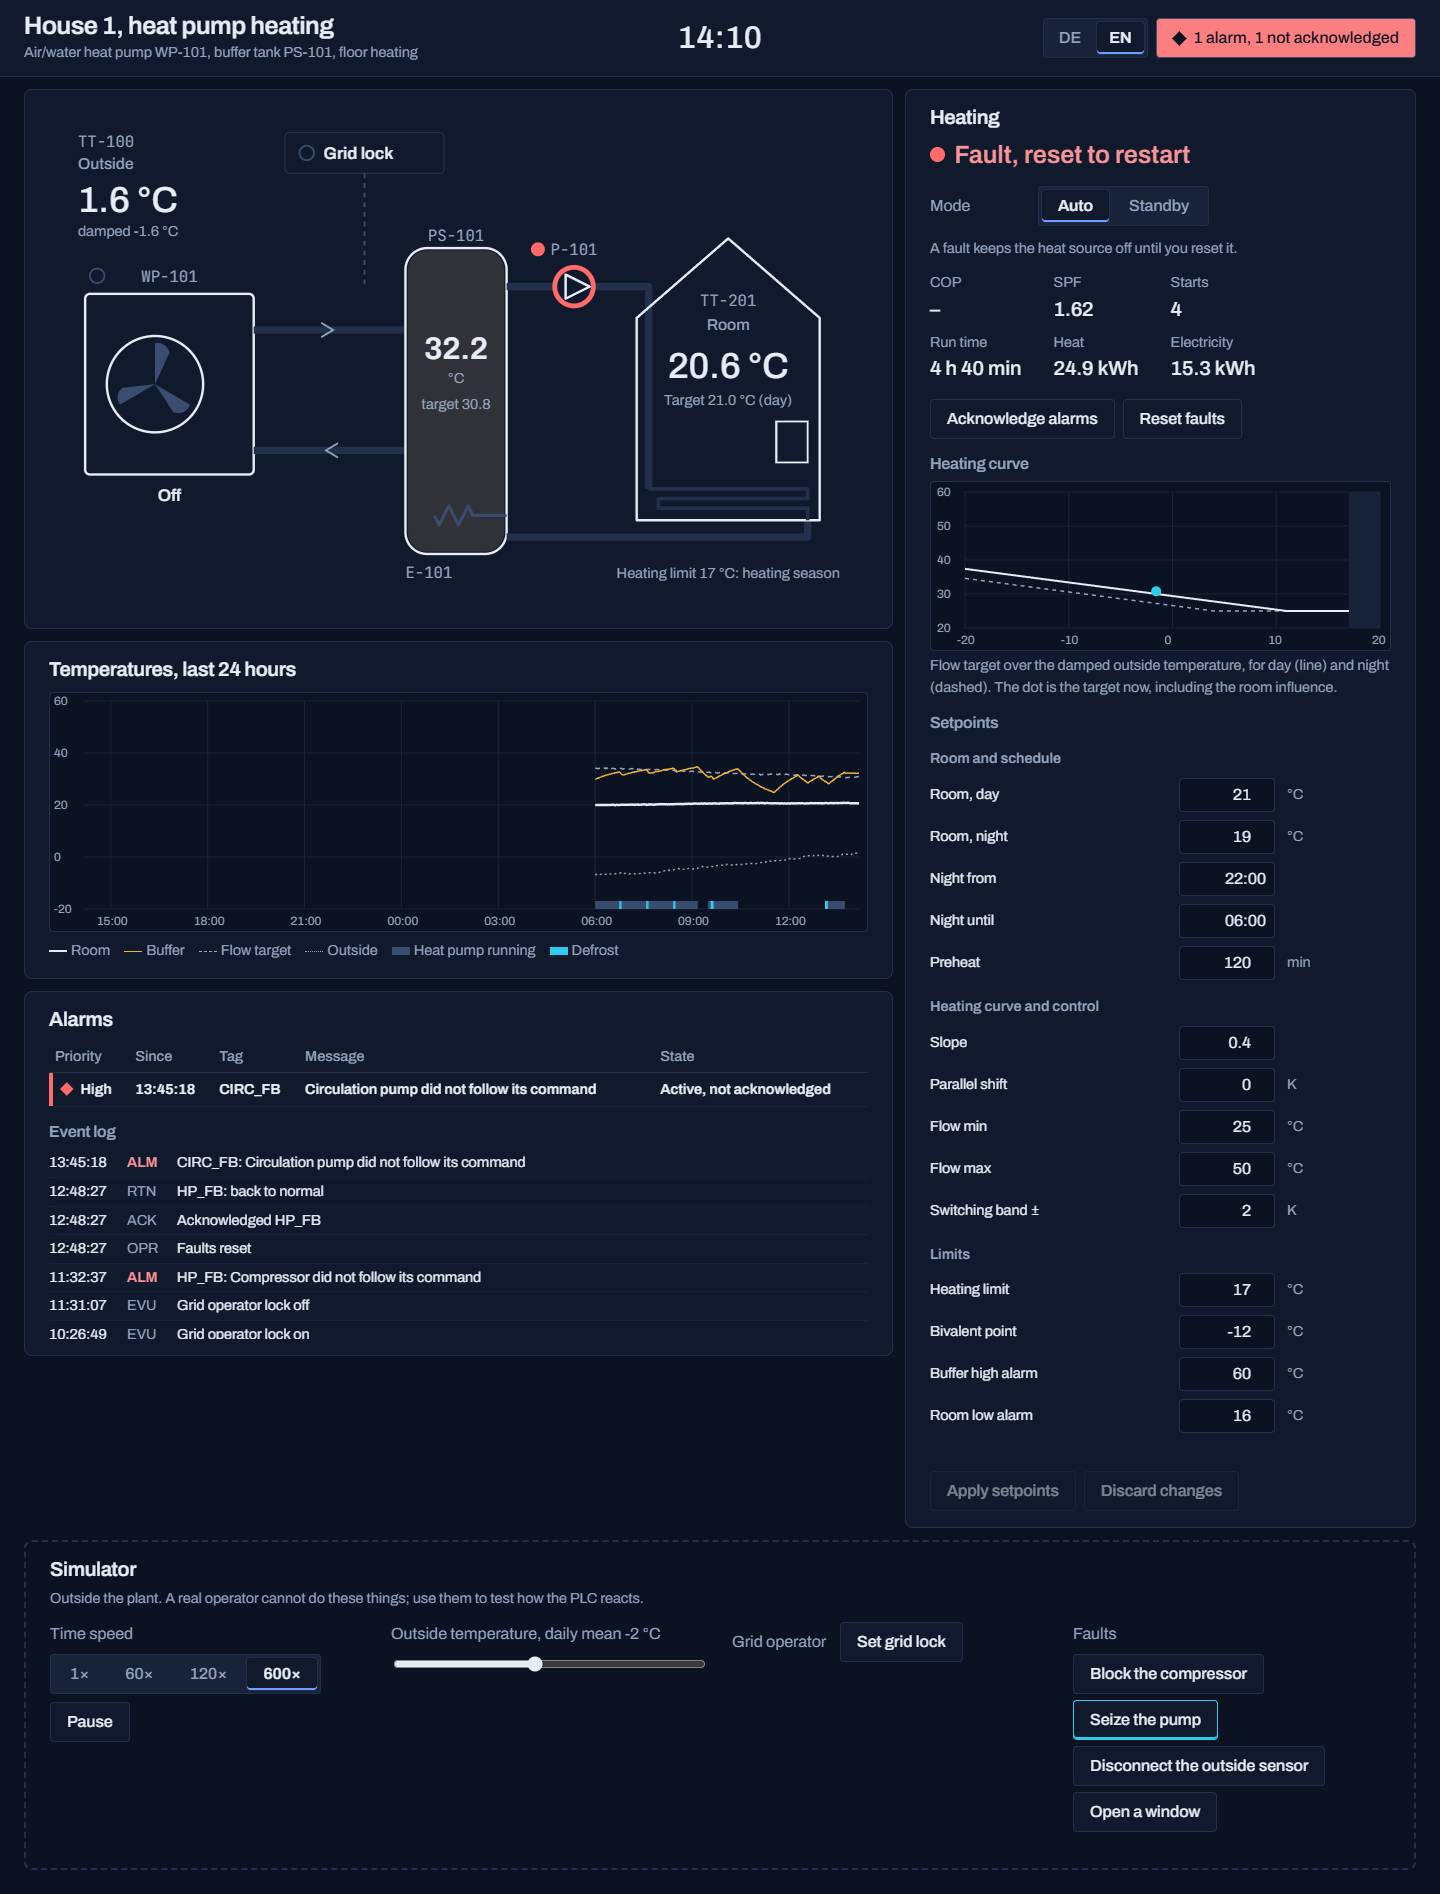 House 1, heat pump heating
Air/water heat pump WP-101, buffer tank PS-101, floor heating
14:10
DE EN
1 alarm, 1 not acknowledged
TT-100
Outside
1.6 °C
damped -1.6 °C
Grid lock
WP-101
Off
PS-101
32.2
°C
target 30.8
E-101
P-101
TT-201
Room
20.6 °C
Target 21.0 °C (day)
Heating limit 17 °C: heating season
Temperatures, last 24 hours
60
40
20
0
-20
15:00 18:00 21:00 00:00 03:00 06:00 09:00 12:00
Room Buffer Flow target Outside Heat pump running Defrost
Alarms
Priority Since Tag Message State
High 13:45:18 CIRC_FB Circulation pump did not follow its command Active, not acknowledged
Event log
13:45:18 ALM CIRC_FB: Circulation pump did not follow its command
12:48:27 RTN HP_FB: back to normal
12:48:27 ACK Acknowledged HP_FB
12:48:27 OPR Faults reset
11:32:37 ALM HP_FB: Compressor did not follow its command
11:31:07 EVU Grid operator lock off
10:26:49 EVU Grid operator lock on
Heating
Fault, reset to restart
Mode Auto Standby
A fault keeps the heat source off until you reset it.
COP SPF Starts
– 1.62 4
Run time Heat Electricity
4 h 40 min 24.9 kWh 15.3 kWh
Acknowledge alarms Reset faults
Heating curve
60
50
40
30
20
-20 -10 0 10 20
Flow target over the damped outside temperature, for day (line) and night
(dashed). The dot is the target now, including the room influence.
Setpoints
Room and schedule
Room, day 21 °C
Room, night 19 °C
Night from 22:00
Night until 06:00
Preheat 120 min
Heating curve and control
Slope 0.4
Parallel shift 0 K
Flow min 25 °C
Flow max 50 °C
Switching band ± 2 K
Limits
Heating limit 17 °C
Bivalent point -12 °C
Buffer high alarm 60 °C
Room low alarm 16 °C
Apply setpoints Discard changes
Simulator
Outside the plant. A real operator cannot do these things; use them to test how the PLC reacts.
Time speed
1× 60× 120× 600×
Pause
Outside temperature, daily mean -2 °C
Grid operator Set grid lock
Faults
Block the compressor
Seize the pump
Disconnect the outside sensor
Open a window